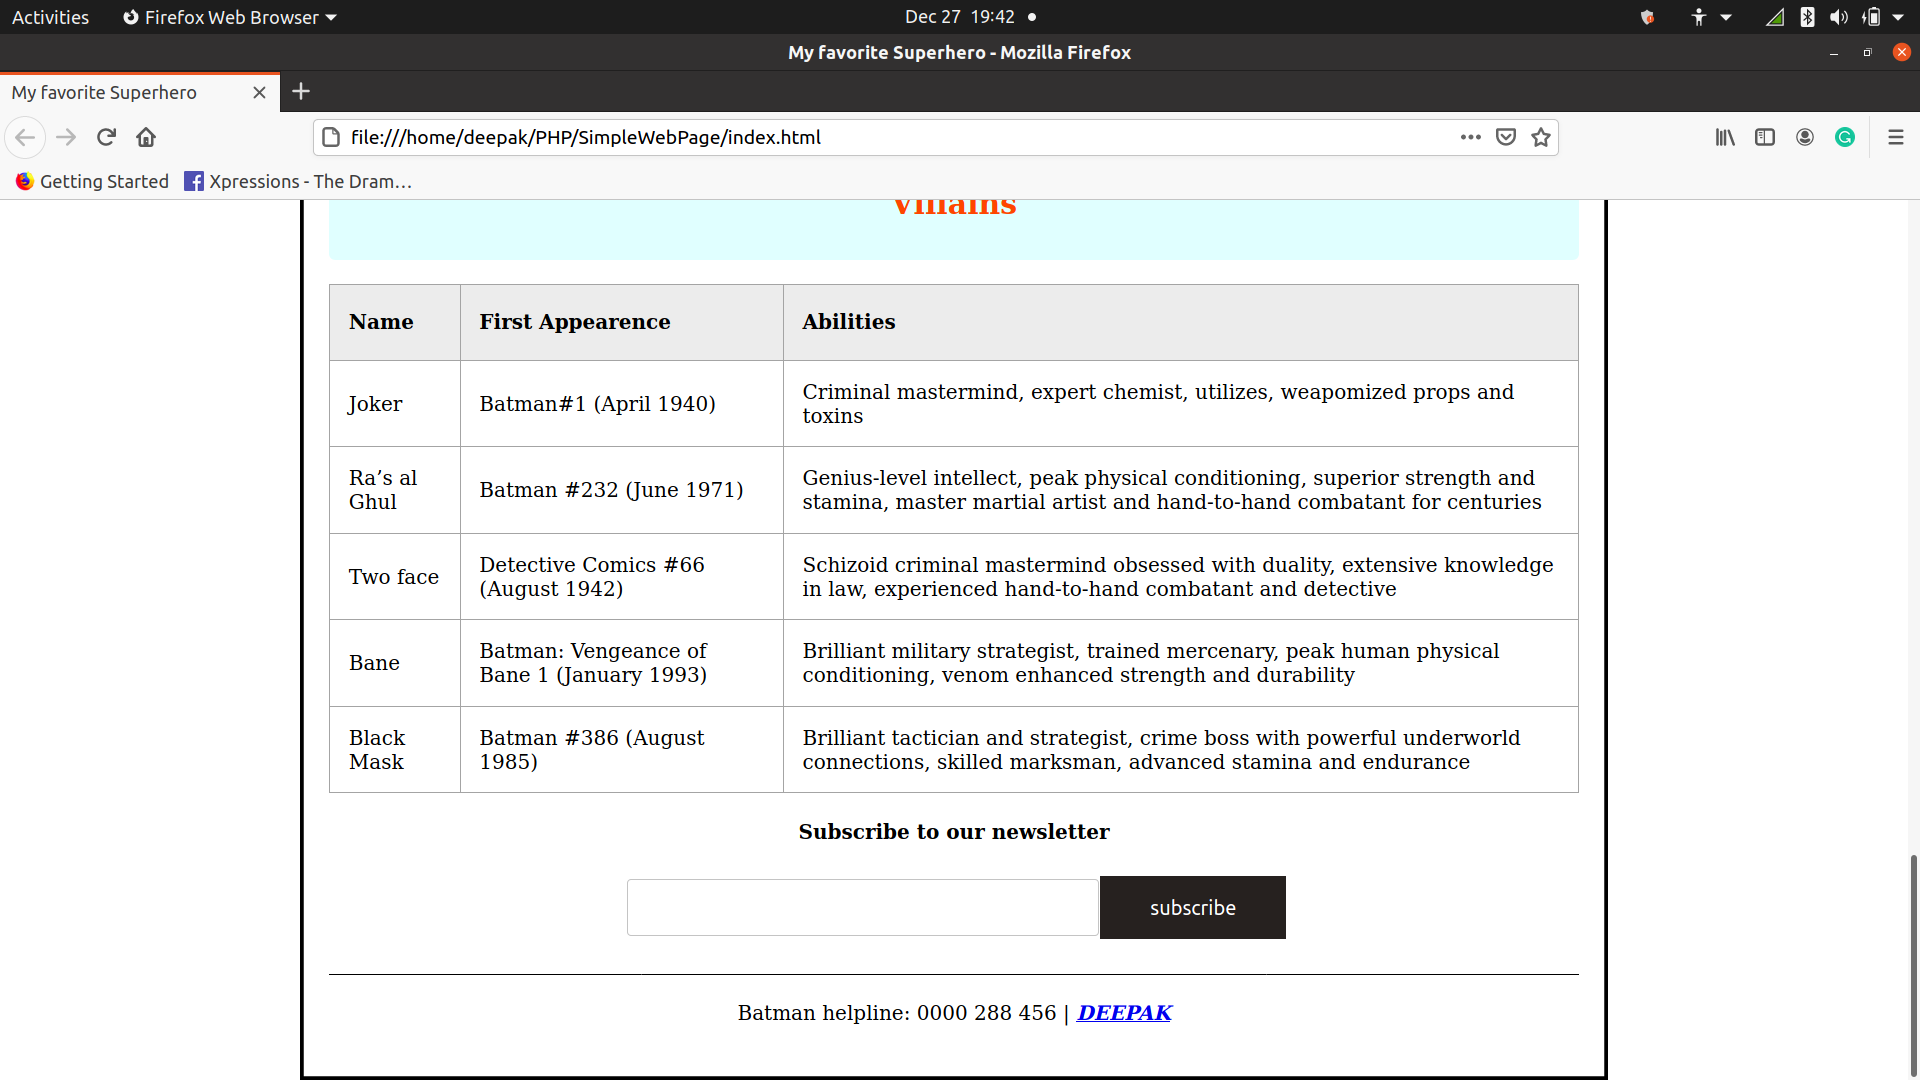 Activities Firefox Web Browser Dec 27 19:42
My favorite Superhero - Mozilla Firefox
My favorite Superhero
file:///home/deepak/PHP/SimpleWebPage/index.html
Getting Started Xpressions - The Dram…
Villains
Name First Appearence Abilities
Joker Batman#1 (April 1940) Criminal mastermind, expert chemist, utilizes, weapomized props and
toxins
Ra’s al
Ghul
Batman #232 (June 1971)
Genius-level intellect, peak physical conditioning, superior strength and
stamina, master martial artist and hand-to-hand combatant for centuries
Two face
Detective Comics #66
(August 1942)
Schizoid criminal mastermind obsessed with duality, extensive knowledge
in law, experienced hand-to-hand combatant and detective
Bane
Batman: Vengeance of
Bane 1 (January 1993)
Brilliant military strategist, trained mercenary, peak human physical
conditioning, venom enhanced strength and durability
Black
Mask
Batman #386 (August
1985)
Brilliant tactician and strategist, crime boss with powerful underworld
connections, skilled marksman, advanced stamina and endurance
Subscribe to our newsletter
subscribe
Batman helpline: 0000 288 456 | DEEPAK